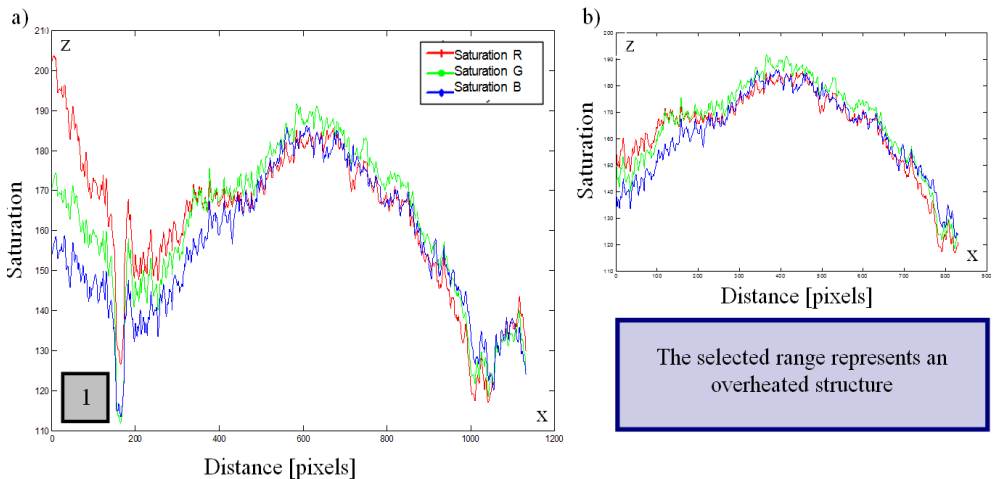 a)
210
200
190
180
170
160
150
140
130
120
110
Z
Saturation R
Saturation G
Saturation B
Saturation
1
X
0
200
400
600
800
1000
1200
Distance [pixels]
b)
200
190
180
170
160
150
140
130
120
110
Z
Saturation
X
0
100
200
300
400
500
600
700
800
900
Distance [pixels]
The selected range represents an
overheated structure